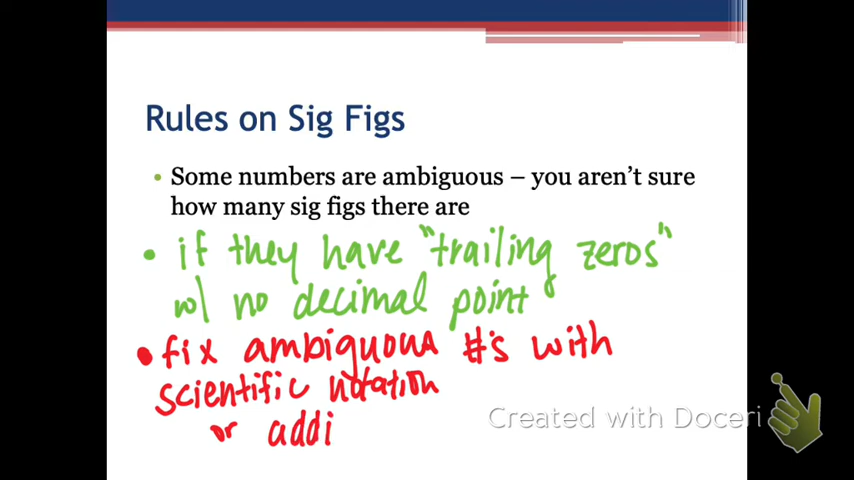 Rules on Sig Figs
• Some numbers are ambiguous – you aren't sure
how many sig figs there are
• if they have "trailing zeros"
w/ no decimal point
• fix ambiguous #'s with
scientific notation
or addi
Created with Doceri